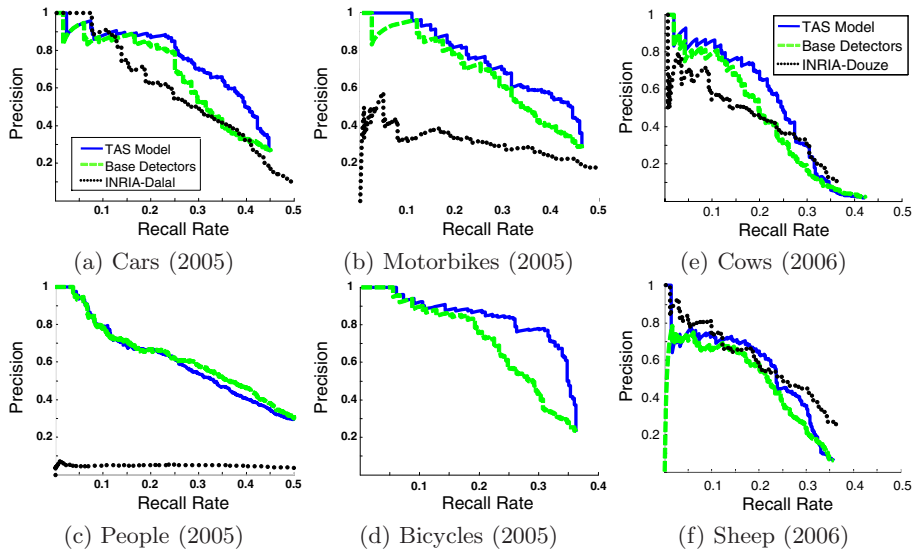 1
0.8
0.6
0.4
0.2
Precision
TAS Model
Base Detectors
INRIA-Dalal
0.1 0.2 0.3 0.4 0.5
Recall Rate
(a) Cars (2005)
1
0.8
0.6
0.4
0.2
Precision
0.1 0.2 0.3 0.4 0.5
Recall Rate
(b) Motorbikes (2005)
1
0.8
0.6
0.4
0.2
Precision
TAS Model
Base Detectors
INRIA-Douze
0.1 0.2 0.3 0.4 0.5
Recall Rate
(e) Cows (2006)
1
0.8
0.6
0.4
0.2
Precision
0.1 0.2 0.3 0.4 0.5
Recall Rate
(c) People (2005)
1
0.8
0.6
0.4
0.2
Precision
0.1 0.2 0.3 0.4
Recall Rate
(d) Bicycles (2005)
1
0.8
0.6
0.4
0.2
Precision
0.1 0.2 0.3 0.4 0.5
Recall Rate
(f) Sheep (2006)